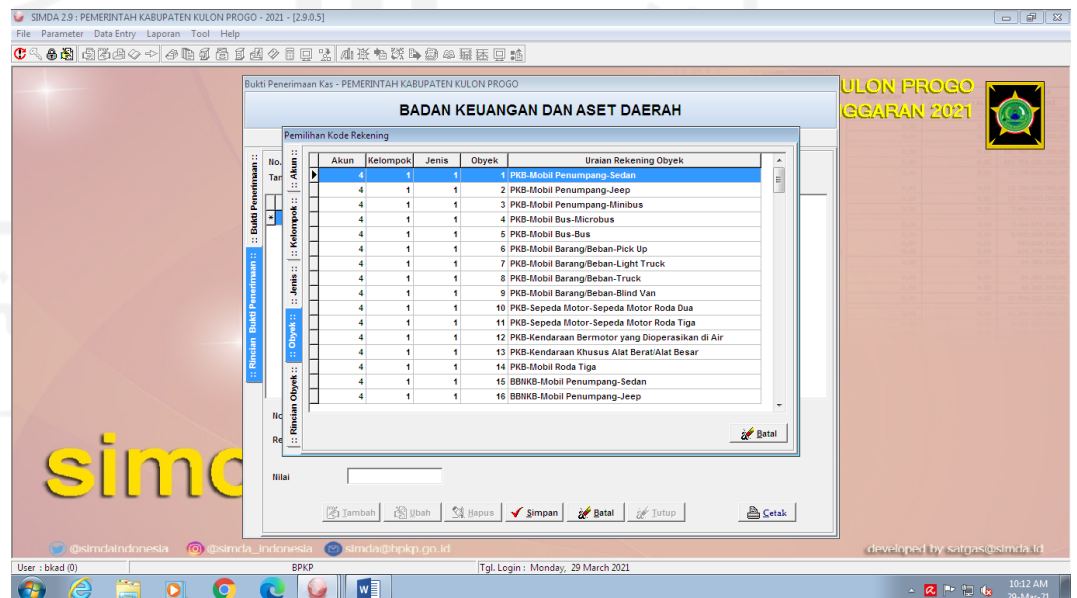 SIMDA 2.9 : PEMERINTAH KABUPATEN KULON PROGO - 2021 - [2.9.0.5]
File Parameter Data Entry Laporan Tool Help
ULON PROGO
GGARAN 2021
Bukti Penerimaan Kas - PEMERINTAH KABUPATEN KULON PROGO
BADAN KEUANGAN DAN ASET DAERAH
Pemilihan Kode Rekening
:: Bukti Penerimaan ::
:: Rincian Bukti Penerimaan ::
No.
Tan
:: Akun ::
:: Kelompok ::
:: Jenis ::
:: Obyek ::
:: Rincian Obyek ::
Akun Kelompok Jenis Obyek Uraian Rekening Obyek
4 1 1 1 PKB-Mobil Penumpang-Sedan
4 1 1 2 PKB-Mobil Penumpang-Jeep
4 1 1 3 PKB-Mobil Penumpang-Minibus
4 1 1 4 PKB-Mobil Bus-Microbus
4 1 1 5 PKB-Mobil Bus-Bus
4 1 1 6 PKB-Mobil Barang/Beban-Pick Up
4 1 1 7 PKB-Mobil Barang/Beban-Light Truck
4 1 1 8 PKB-Mobil Barang/Beban-Truck
4 1 1 9 PKB-Mobil Barang/Beban-Blind Van
4 1 1 10 PKB-Sepeda Motor-Sepeda Motor Roda Dua
4 1 1 11 PKB-Sepeda Motor-Sepeda Motor Roda Tiga
4 1 1 12 PKB-Kendaraan Bermotor yang Dioperasikan di Air
4 1 1 13 PKB-Kendaraan Khusus Alat Berat/Alat Besar
4 1 1 14 PKB-Mobil Roda Tiga
4 1 1 15 BBNKB-Mobil Penumpang-Sedan
4 1 1 16 BBNKB-Mobil Penumpang-Jeep
Batal
No
Re
Nilai
simd
Tambah Ubah Hapus Simpan Batal Tutup Cetak
@simdaindonesia @simda_indonesia simda@bpkp.go.id developed by satgas@simda.id
User : bkad (0) BPKP Tgl. Login : Monday, 29 March 2021
10:12 AM
29-Mar-21